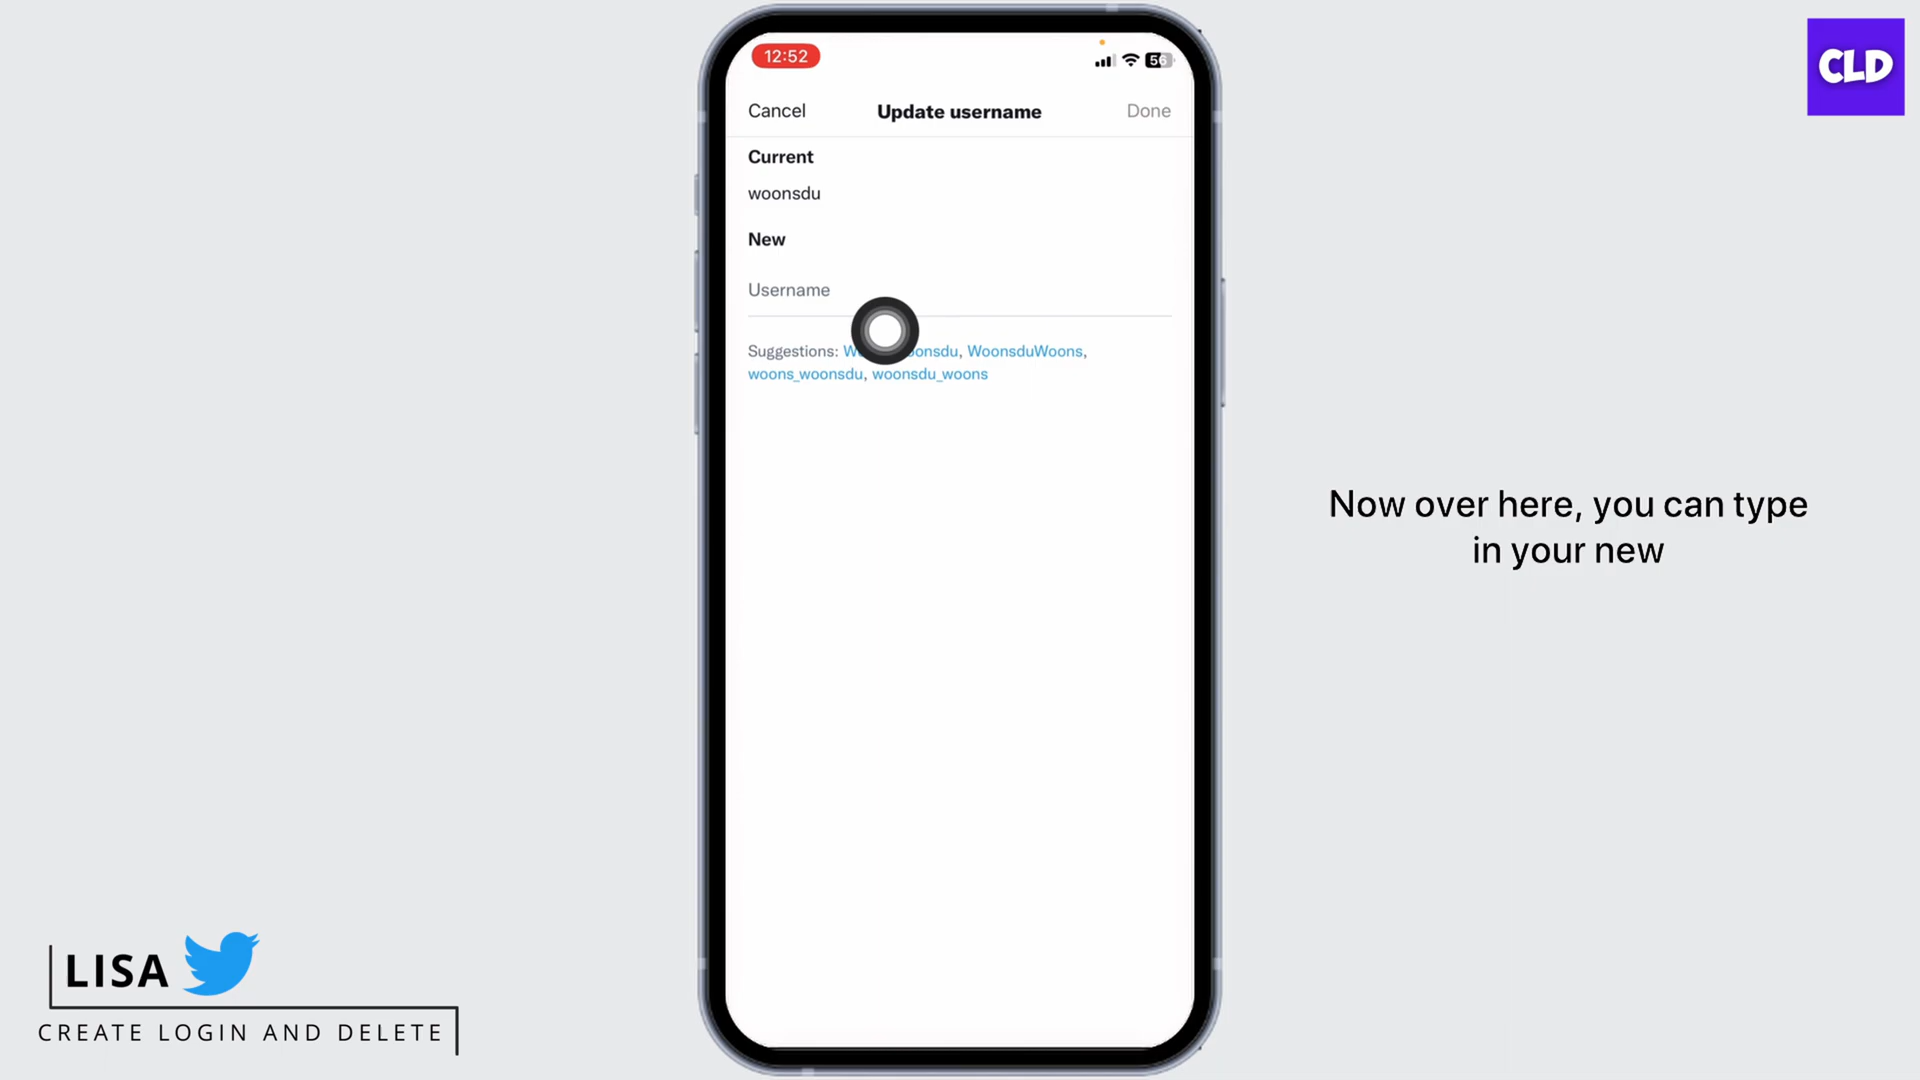 12:52
56
CLD
Cancel
Update username
Done
Current
woonsdu
New
Username
Suggestions: WoonsduWoons,
woons_woonsdu, woonsdu_woons
Now over here, you can type
in your new
LISA
CREATE LOGIN AND DELETE